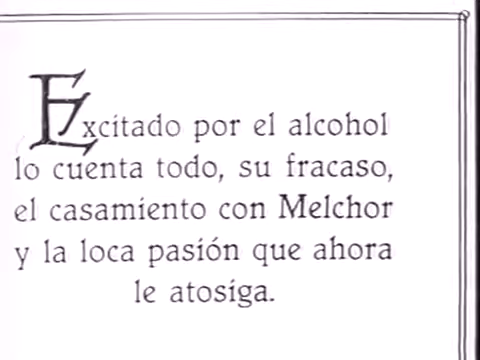 Excitado por el alcohol
lo cuenta todo, su fracaso,
el casamiento con Melchor
y la loca pasión que ahora
le atosiga.